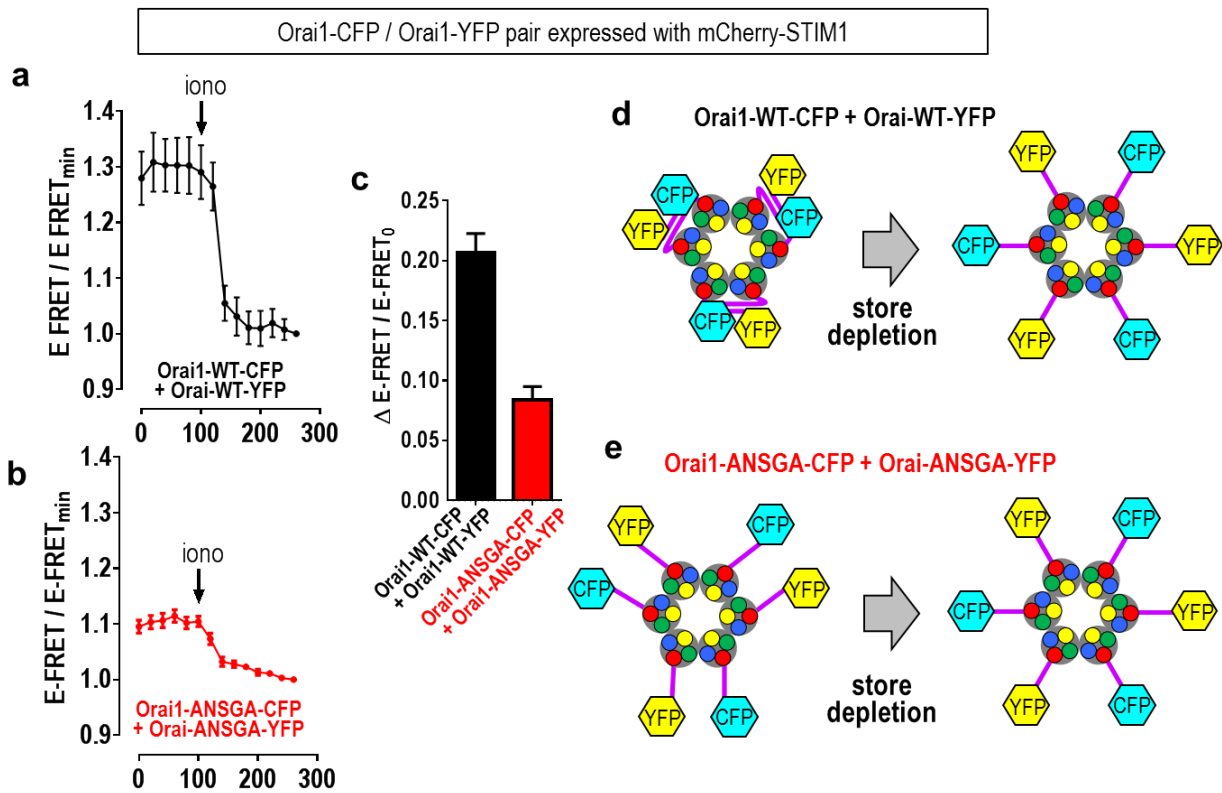 Orai1-CFP / Orai1-YFP pair expressed with mCherry-STIM1
a
iono
E FRET / E FRETmin
1.4
1.3
1.2
1.1
1.0
0.9
Orai1-WT-CFP
+ Orai-WT-YFP
0 100 200 300
b
iono
E-FRET / E-FRETmin
1.4
1.3
1.2
1.1
1.0
0.9
Orai1-ANSGA-CFP
+ Orai-ANSGA-YFP
0 100 200 300
c
Δ E-FRET / E-FRET0
0.25
0.20
0.15
0.10
0.05
0.00
Orai1-WT-CFP
+ Orai1-WT-YFP
Orai1-ANSGA-CFP
+ Orai1-ANSGA-YFP
d
Orai1-WT-CFP + Orai-WT-YFP
YFP
CFP
CFP
YFP
CFP
YFP
store
depletion
YFP
CFP
CFP
YFP
YFP
CFP
e
Orai1-ANSGA-CFP + Orai-ANSGA-YFP
YFP
CFP
CFP
YFP
YFP
CFP
store
depletion
YFP
CFP
CFP
YFP
YFP
CFP